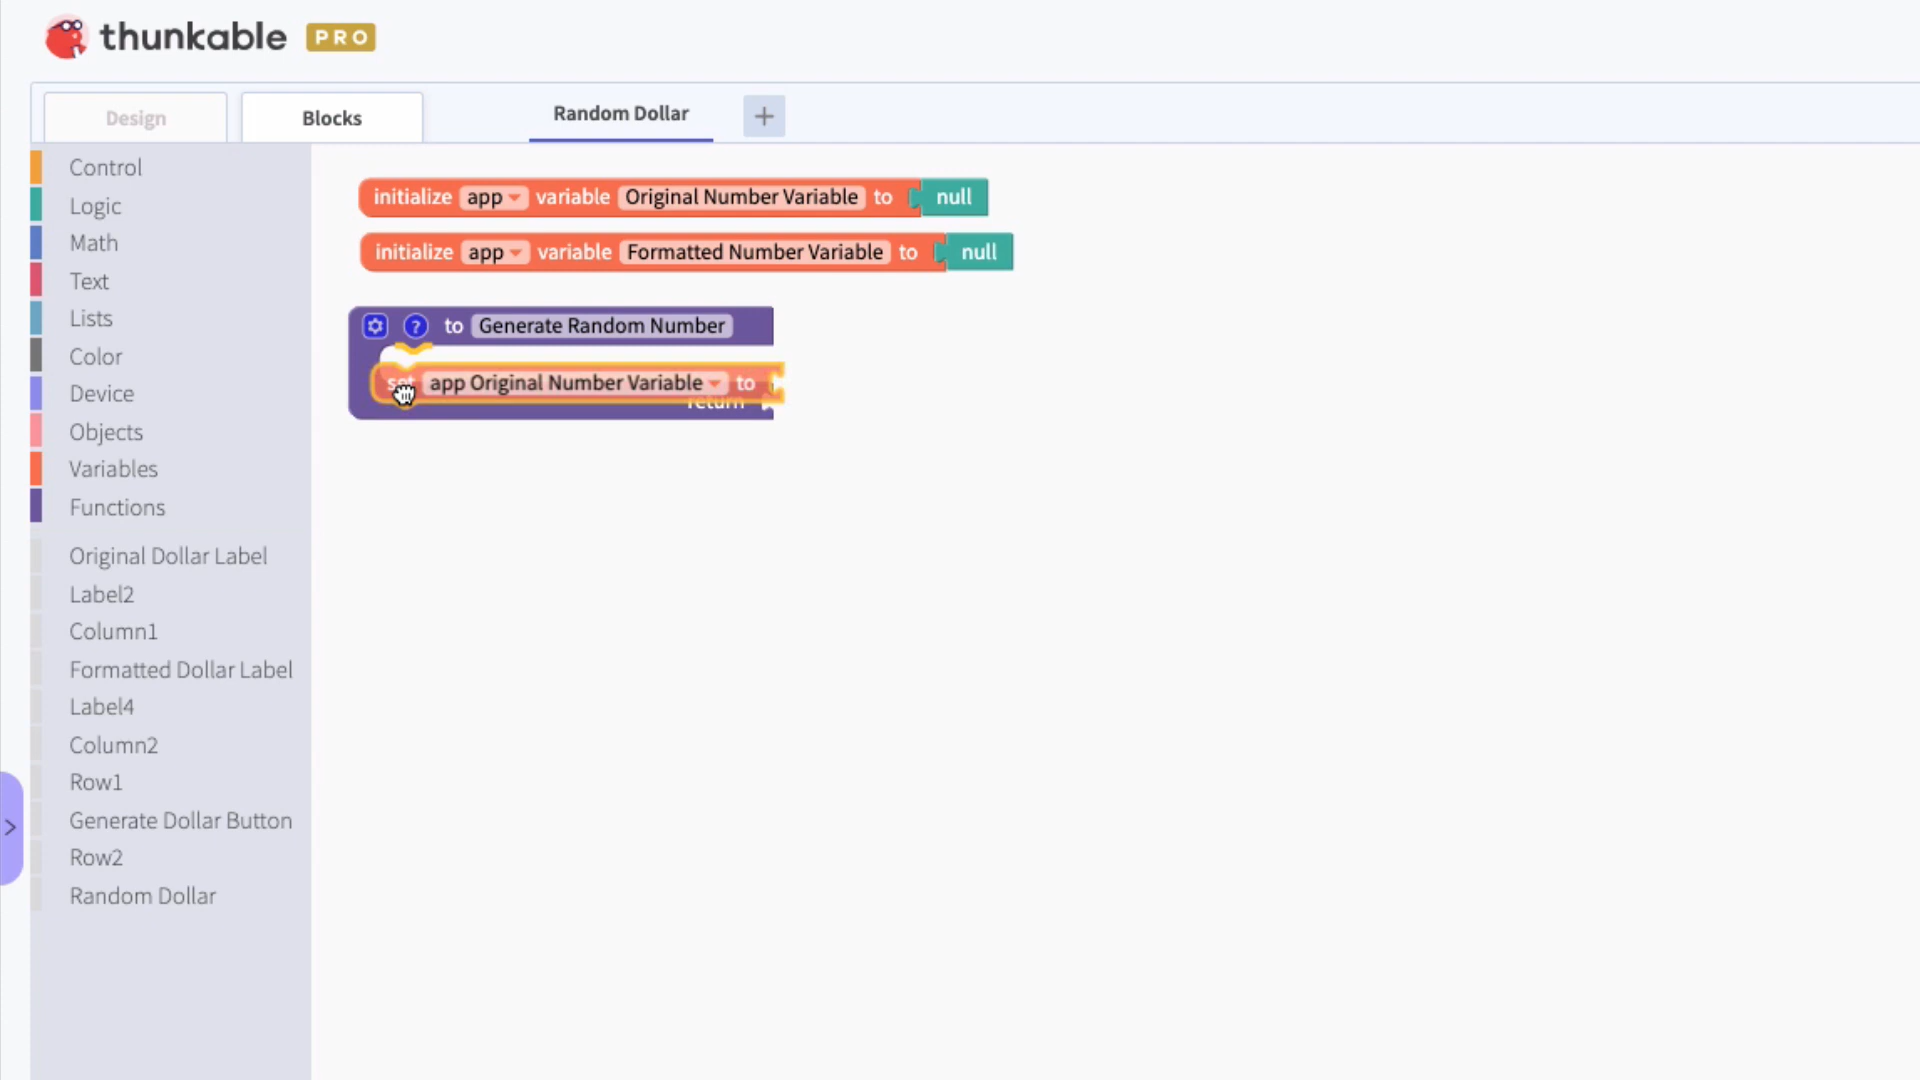 thunkable PRO
Design Blocks Random Dollar +
Control
Logic
Math
Text
Lists
Color
Device
Objects
Variables
Functions
Original Dollar Label
Label2
Column1
Formatted Dollar Label
Label4
Column2
Row1
Generate Dollar Button
Row2
Random Dollar
initialize app variable Original Number Variable to null
initialize app variable Formatted Number Variable to null
? to Generate Random Number
set app Original Number Variable to
return